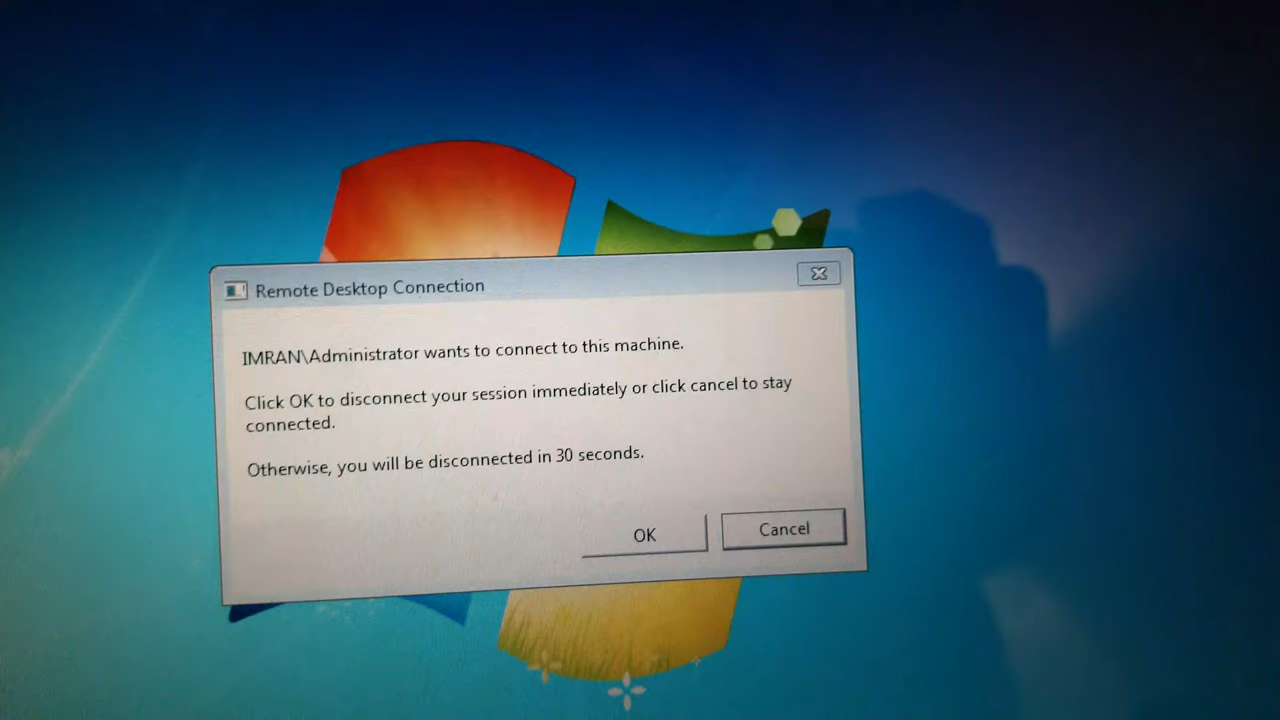 Remote Desktop Connection
IMRAN\Administrator wants to connect to this machine.
Click OK to disconnect your session immediately or click cancel to stay
connected.
Otherwise, you will be disconnected in 30 seconds.
OK
Cancel